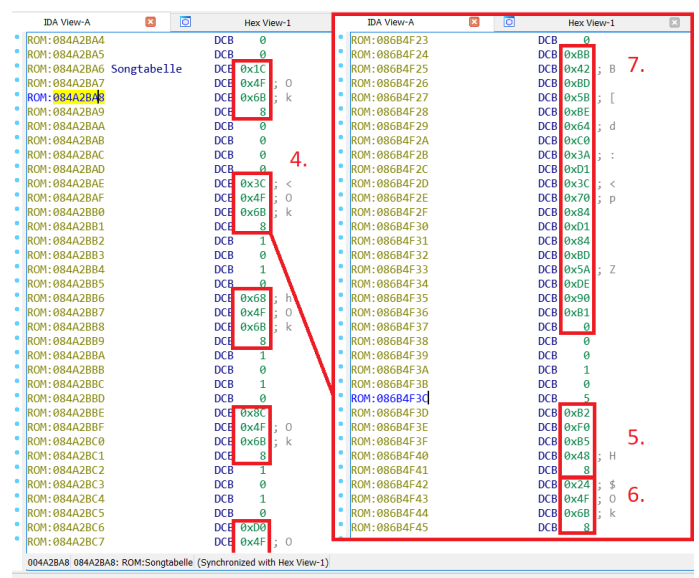 IDA View-A Hex View-1
ROM:084A2BA4 DCB 0
ROM:084A2BA5 DCB 0
ROM:084A2BA6 Songtabelle DCB 0x1C
ROM:084A2BA7 DCB 0x4F ; O
ROM:084A2BA8 DCB 0x6B ; k
ROM:084A2BA9 DCB 8
ROM:084A2BAA DCB 0
ROM:084A2BAB DCB 0
ROM:084A2BAC DCB 0
ROM:084A2BAD DCB 0
4.
ROM:084A2BAE DCB 0x3C ; <
ROM:084A2BAF DCB 0x4F ; O
ROM:084A2BB0 DCB 0x6B ; k
ROM:084A2BB1 DCB 8
ROM:084A2BB2 DCB 1
ROM:084A2BB3 DCB 0
ROM:084A2BB4 DCB 1
ROM:084A2BB5 DCB 0
ROM:084A2BB6 DCB 0x68 ; h
ROM:084A2BB7 DCB 0x4F ; O
ROM:084A2BB8 DCB 0x6B ; k
ROM:084A2BB9 DCB 8
ROM:084A2BBA DCB 1
ROM:084A2BBB DCB 0
ROM:084A2BBC DCB 1
ROM:084A2BBD DCB 0
ROM:084A2BBE DCB 0x8C
ROM:084A2BBF DCB 0x4F ; O
ROM:084A2BC0 DCB 0x6B ; k
ROM:084A2BC1 DCB 8
ROM:084A2BC2 DCB 1
ROM:084A2BC3 DCB 0
ROM:084A2BC4 DCB 1
ROM:084A2BC5 DCB 0
ROM:084A2BC6 DCB 0xD0
ROM:084A2BC7 DCB 0x4F ; O
IDA View-A Hex View-1
ROM:086B4F23 DCB 0
ROM:086B4F24 DCB 0xBB
ROM:086B4F25 DCB 0x42 ; B
7.
ROM:086B4F26 DCB 0xBD
ROM:086B4F27 DCB 0x5B ; [
ROM:086B4F28 DCB 0xBE
ROM:086B4F29 DCB 0x64 ; d
ROM:086B4F2A DCB 0xC0
ROM:086B4F2B DCB 0x3A ; :
ROM:086B4F2C DCB 0xD1
ROM:086B4F2D DCB 0x3C ; <
ROM:086B4F2E DCB 0x70 ; p
ROM:086B4F2F DCB 0x84
ROM:086B4F30 DCB 0xD1
ROM:086B4F31 DCB 0x84
ROM:086B4F32 DCB 0xBD
ROM:086B4F33 DCB 0x5A ; Z
ROM:086B4F34 DCB 0xDE
ROM:086B4F35 DCB 0x90
ROM:086B4F36 DCB 0xB1
ROM:086B4F37 DCB 0
ROM:086B4F38 DCB 0
ROM:086B4F39 DCB 0
ROM:086B4F3A DCB 1
ROM:086B4F3B DCB 0
ROM:086B4F3C DCB 5
ROM:086B4F3D DCB 0xB2
ROM:086B4F3E DCB 0xF0
ROM:086B4F3F DCB 0xB5
5.
ROM:086B4F40 DCB 0x48 ; H
ROM:086B4F41 DCB 8
ROM:086B4F42 DCB 0x24 ; $
ROM:086B4F43 DCB 0x4F ; O
6.
ROM:086B4F44 DCB 0x6B ; k
ROM:086B4F45 DCB 8
004A2BA8 084A2BA8: ROM:Songtabelle (Synchronized with Hex View-1)